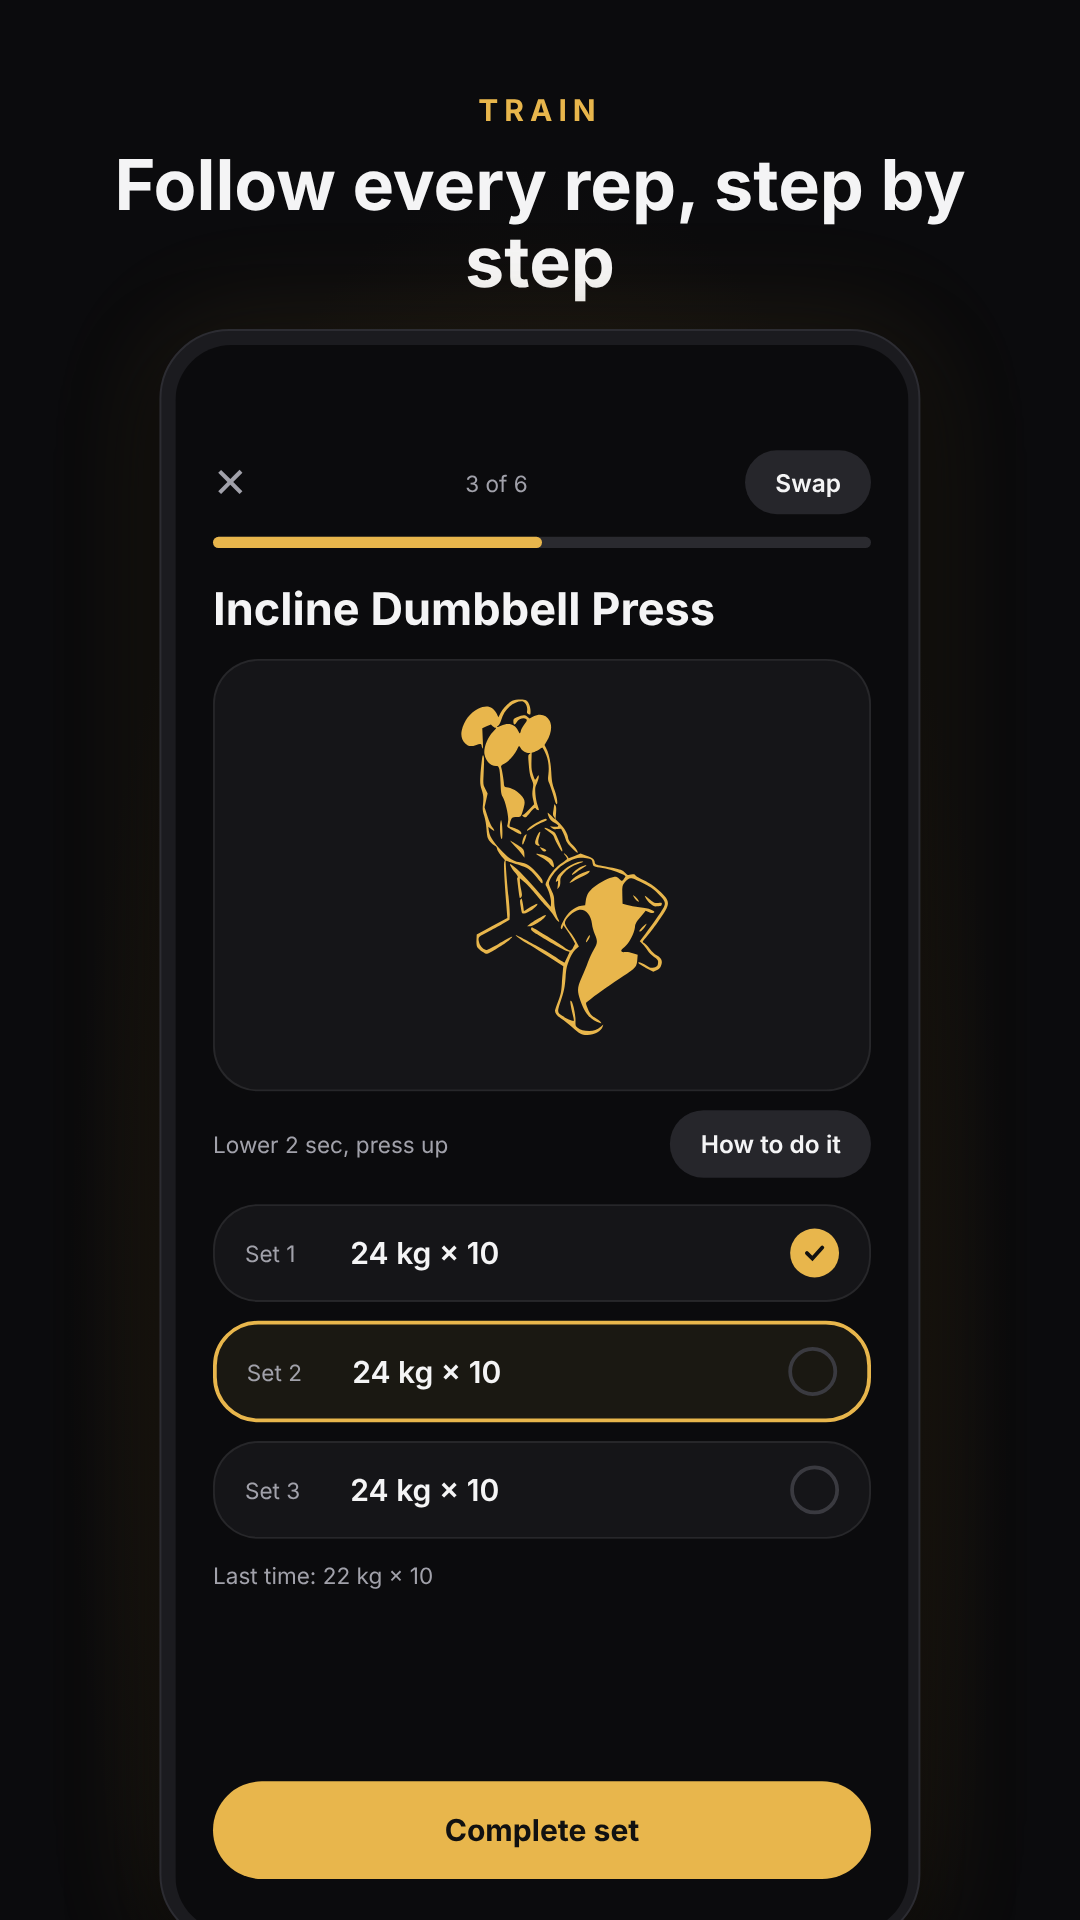 TRAIN
Follow every rep, step by
step
3 of 6
Swap
Incline Dumbbell Press
Lower 2 sec, press up
How to do it
Set 1
24 kg × 10
Set 2
24 kg × 10
Set 3
24 kg × 10
Last time: 22 kg × 10
Complete set